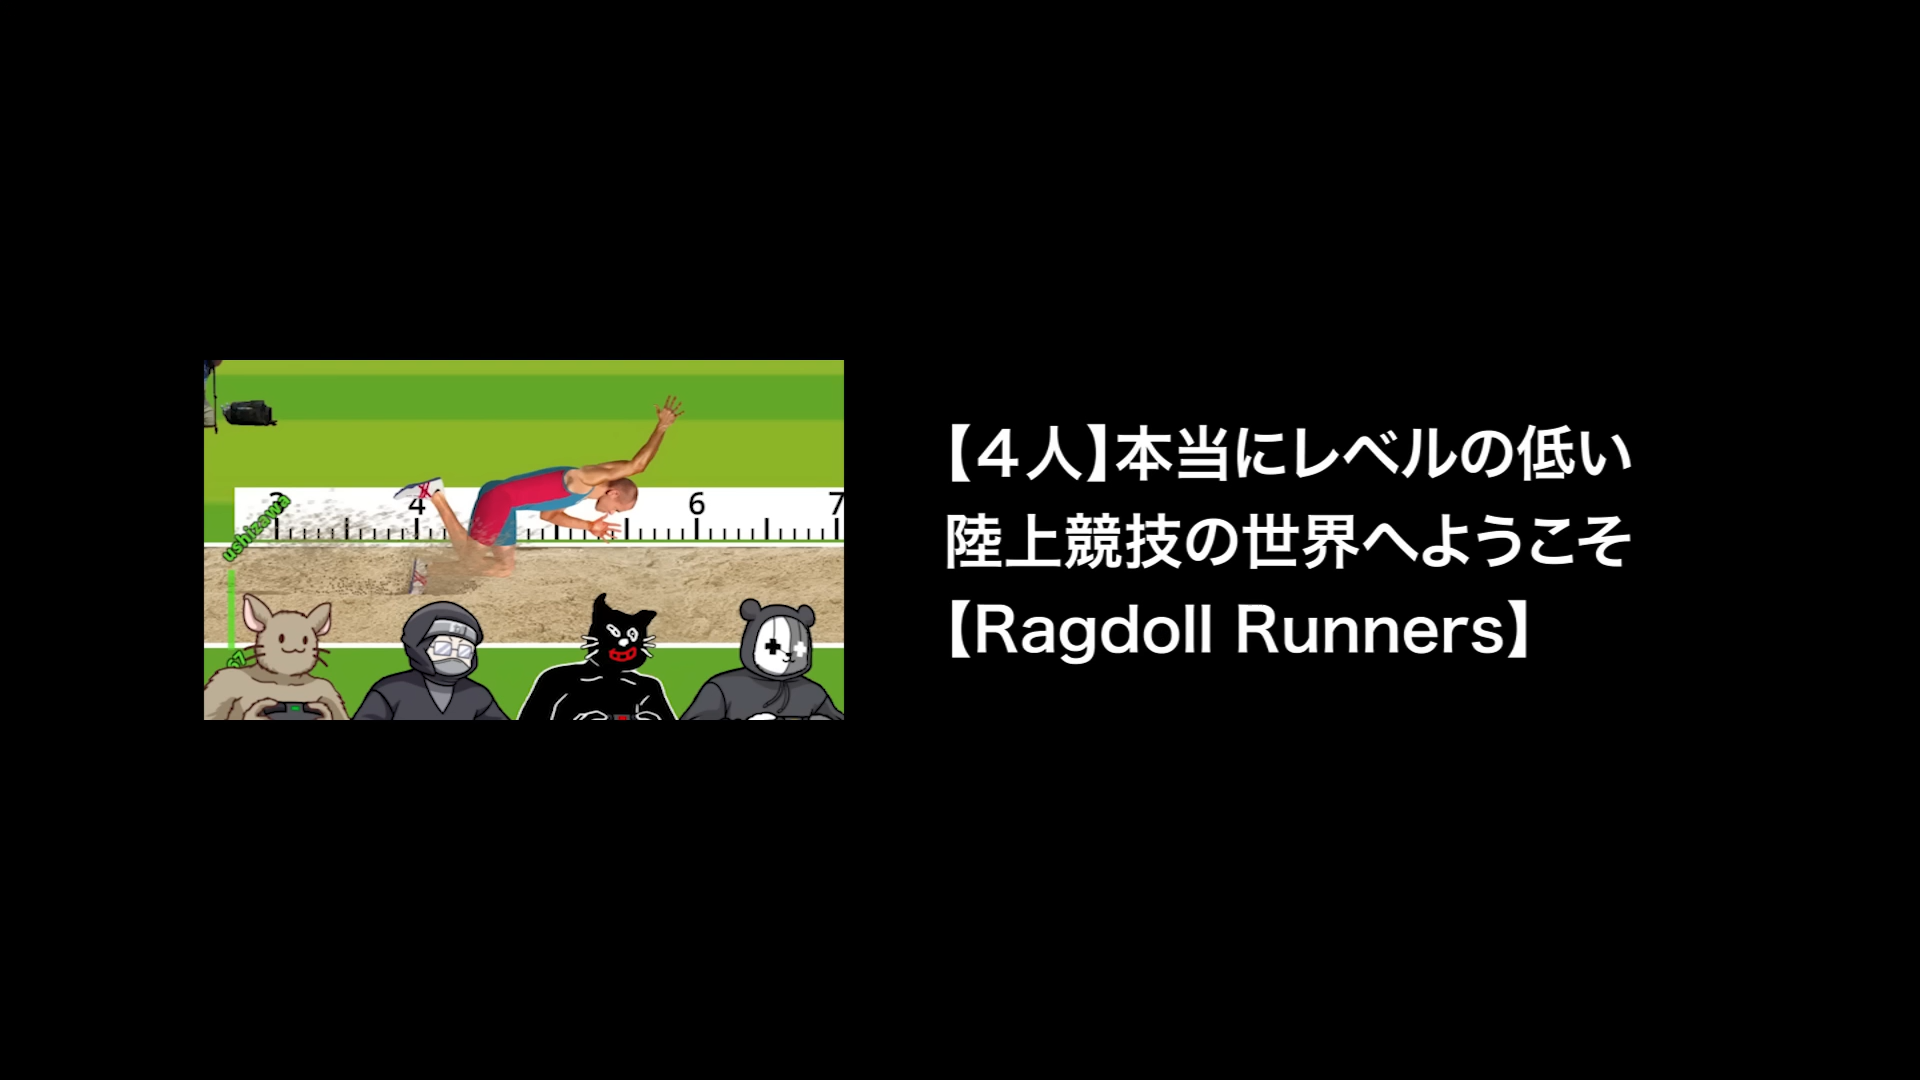 ushizawa
4
6
7
【４人】本当にレベルの低い
陸上競技の世界へようこそ
【Ragdoll Runners】